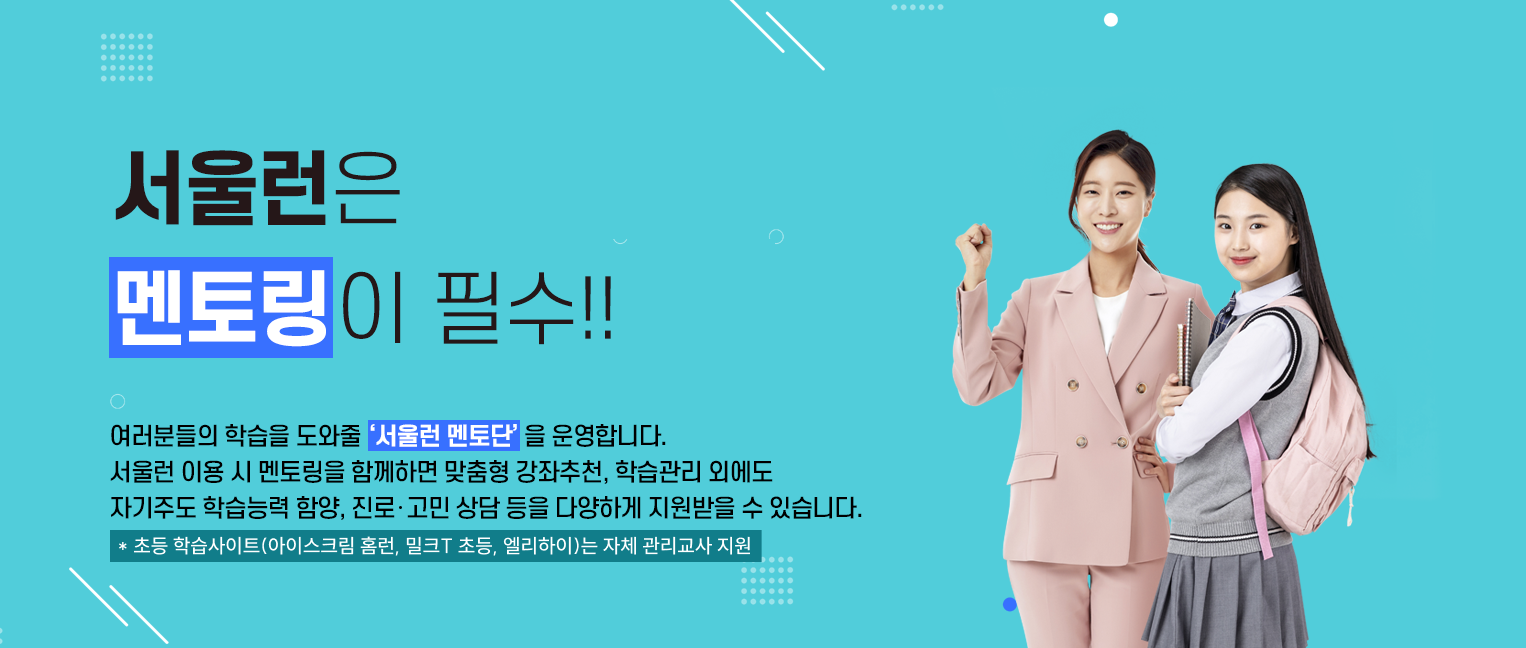 서울런은
멘토링이 필수!!
여러분들의 학습을 도와줄 ‘서울런 멘토단’을 운영합니다.
서울런 이용 시 멘토링을 함께하면 맞춤형 강좌추천, 학습관리 외에도
자기주도 학습능력 함양, 진로·고민 상담 등을 다양하게 지원받을 수 있습니다.
* 초등 학습사이트(아이스크림 홈런, 밀크T 초등, 엘리하이)는 자체 관리교사 지원